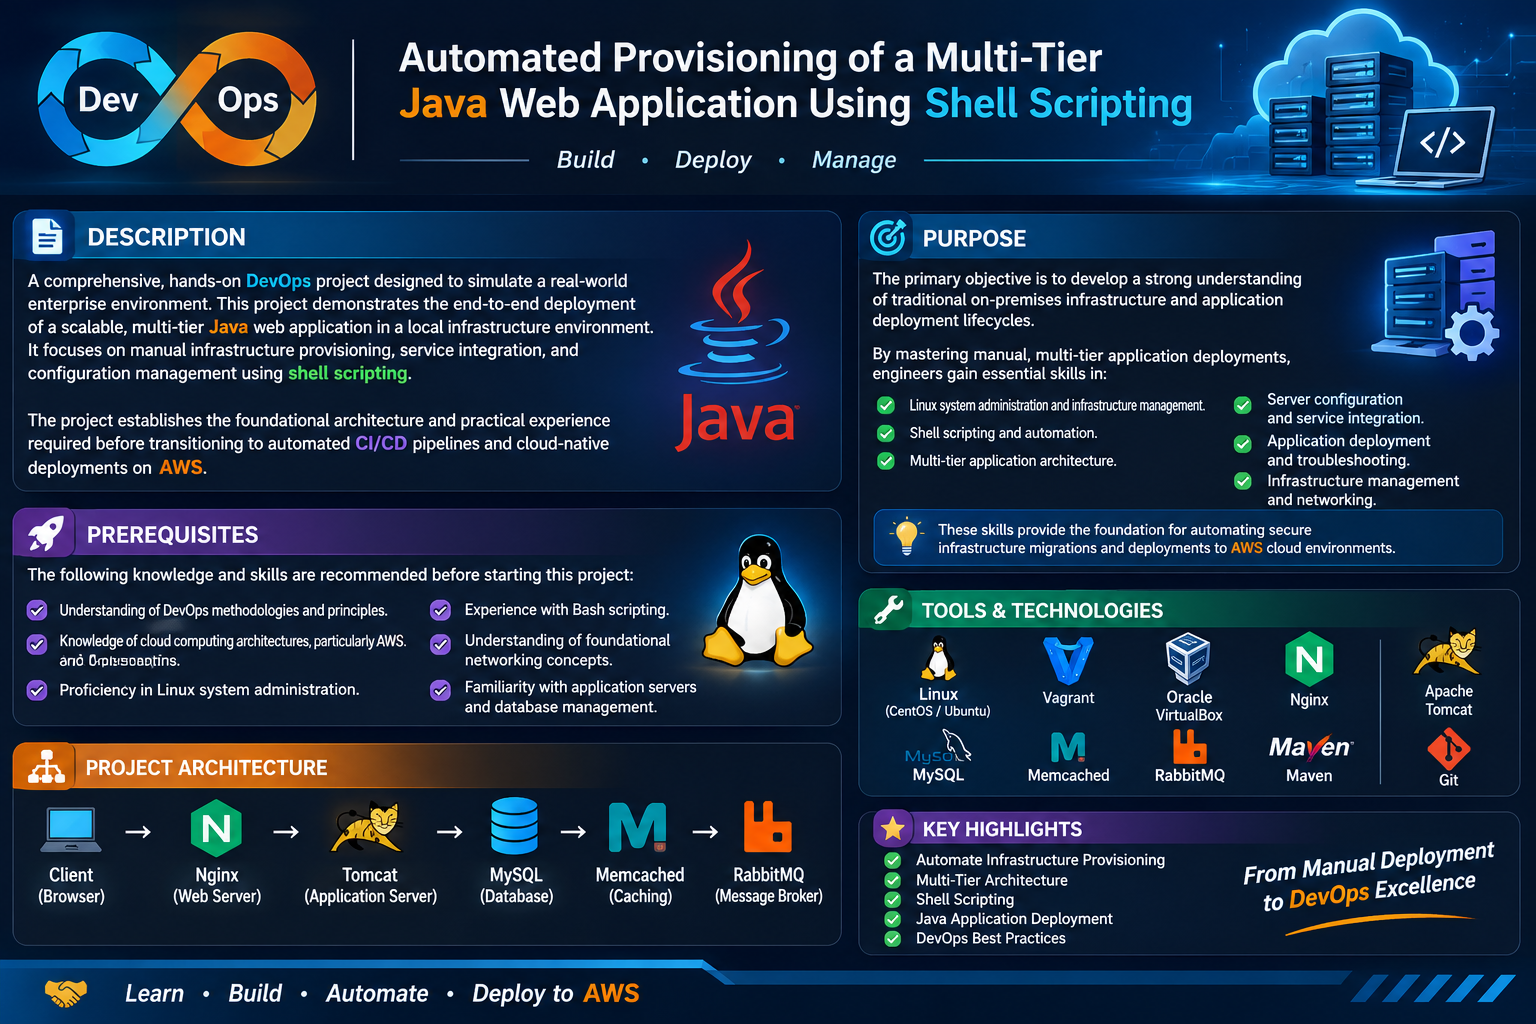 Dev Ops
Automated Provisioning of a Multi-Tier
Java Web Application Using Shell Scripting
Build • Deploy • Manage
</>
DESCRIPTION
A comprehensive, hands-on DevOps project designed to simulate a real-world
enterprise environment. This project demonstrates the end-to-end deployment
of a scalable, multi-tier Java web application in a local infrastructure environment.
It focuses on manual infrastructure provisioning, service integration, and
configuration management using shell scripting.
The project establishes the foundational architecture and practical experience
required before transitioning to automated CI/CD pipelines and cloud-native
deployments on AWS.
Java
PREREQUISITES
The following knowledge and skills are recommended before starting this project:
Understanding of DevOps methodologies and principles.
Knowledge of cloud computing architectures, particularly AWS.
and
Proficiency in Linux system administration.
Experience with Bash scripting.
Understanding of foundational
networking concepts.
Familiarity with application servers
and database management.
PROJECT ARCHITECTURE
Client
(Browser)
N
Nginx
(Web Server)
Tomcat
(Application Server)
MySQL
(Database)
M
Memcached
(Caching)
RabbitMQ
(Message Broker)
PURPOSE
The primary objective is to develop a strong understanding
of traditional on-premises infrastructure and application
deployment lifecycles.
By mastering manual, multi-tier application deployments,
engineers gain essential skills in:
Linux system administration and infrastructure management.
Shell scripting and automation.
Multi-tier application architecture.
Server configuration
and service integration.
Application deployment
and troubleshooting.
Infrastructure management
and networking.
These skills provide the foundation for automating secure
infrastructure migrations and deployments to AWS cloud environments.
TOOLS & TECHNOLOGIES
Linux
(CentOS / Ubuntu)
Vagrant
Oracle
VirtualBox
N
Nginx
Apache
Tomcat
MySQL
MySQL
M
Memcached
RabbitMQ
Maven
Maven
Git
KEY HIGHLIGHTS
Automate Infrastructure Provisioning
Multi-Tier Architecture
Shell Scripting
Java Application Deployment
DevOps Best Practices
From Manual Deployment
to DevOps Excellence
Learn • Build • Automate • Deploy to AWS